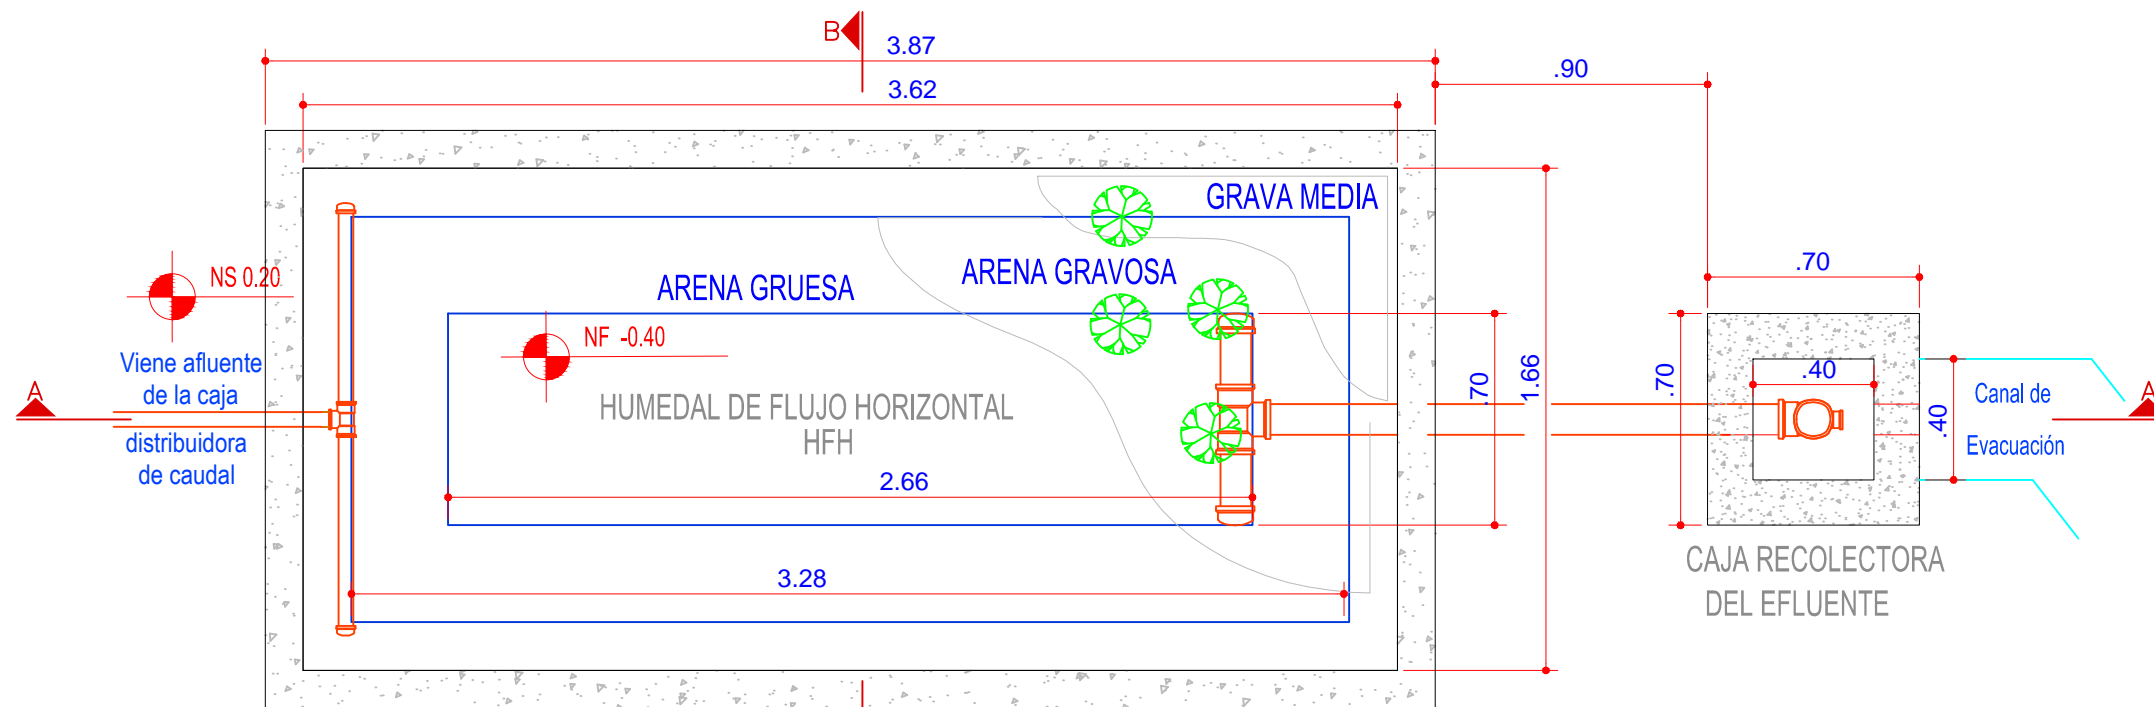 B
3.87
.90
3.62
GRAVA MEDIA
NS 0.20
ARENA GRUESA
ARENA GRAVOSA
.70
NF -0.40
Viene afluente
de la caja
distribuidora
de caudal
A
HUMEDAL DE FLUJO HORIZONTAL
HFH
.70
1.66
.70
.40
.40
Canal de
Evacuación
A
2.66
3.28
CAJA RECOLECTORA
DEL EFLUENTE